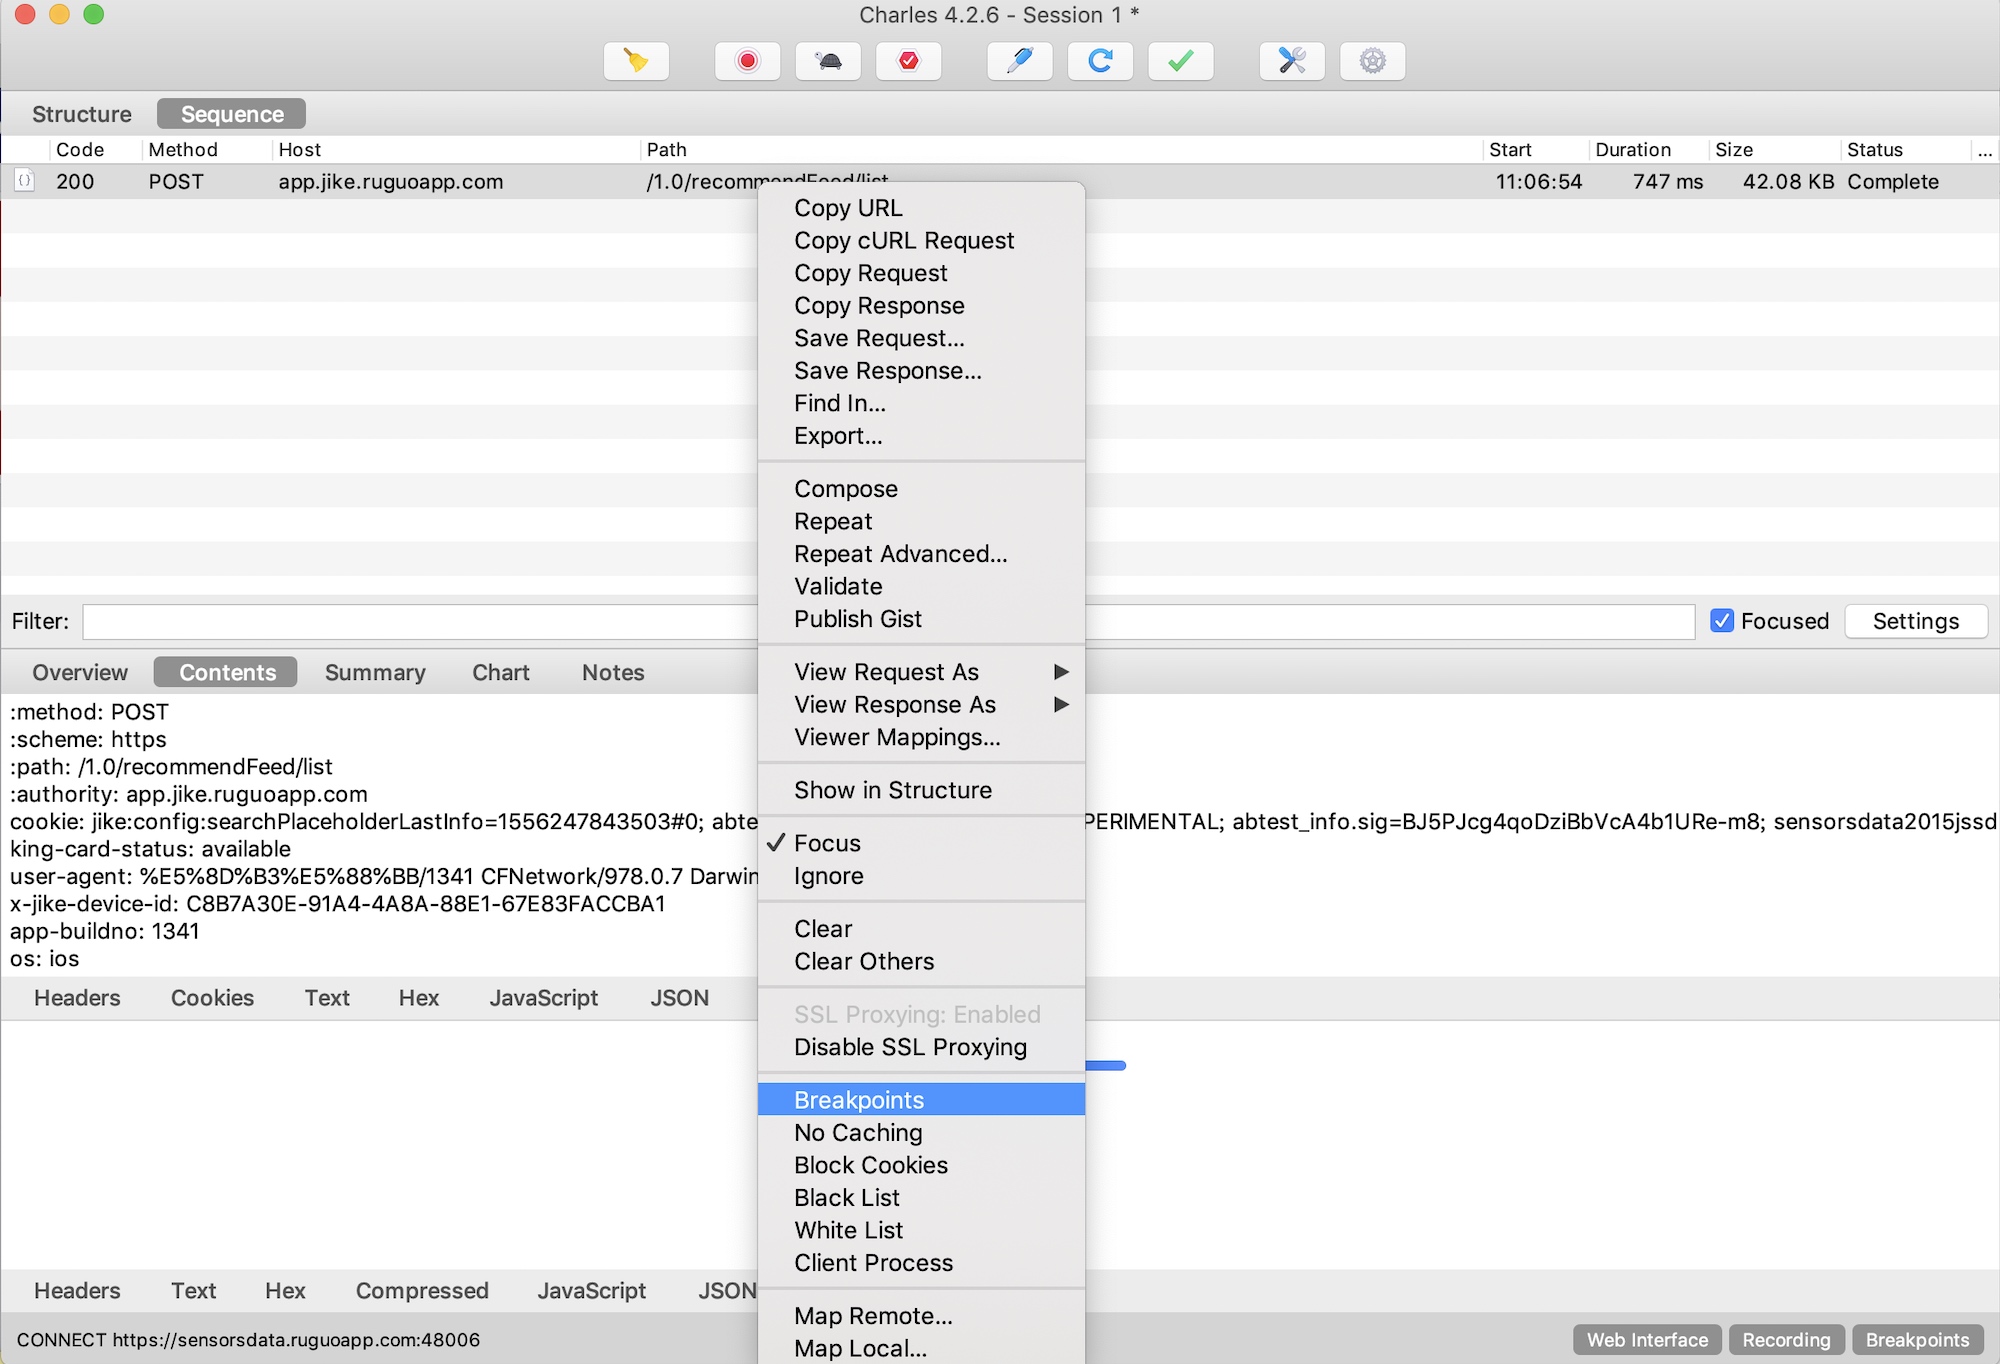 Charles 4.2.6 - Session 1 *
Structure Sequence
Code Method Host Path Start Duration Size Status ...
{} 200 POST app.jike.ruguoapp.com /1.0/recommendFeed/list 11:06:54 747 ms 42.08 KB Complete
Copy URL
Copy cURL Request
Copy Request
Copy Response
Save Request...
Save Response...
Find In...
Export...
Compose
Repeat
Repeat Advanced...
Validate
Publish Gist
Filter: Focused Settings
View Request As
View Response As
Viewer Mappings...
Show in Structure
Focus
Ignore
Clear
Clear Others
SSL Proxying: Enabled
Disable SSL Proxying
Breakpoints
No Caching
Block Cookies
Black List
White List
Client Process
Map Remote...
Map Local...
Overview Contents Summary Chart Notes
:method: POST
:scheme: https
:path: /1.0/recommendFeed/list
:authority: app.jike.ruguoapp.com
cookie: jike:config:searchPlaceholderLastInfo=1556247843503#0; abte PERIMENTAL; abtest_info.sig=BJ5PJcg4qoDziBbVcA4b1URe-m8; sensorsdata2015jssd
king-card-status: available
user-agent: %E5%8D%B3%E5%88%BB/1341 CFNetwork/978.0.7 Darwin
x-jike-device-id: C8B7A30E-91A4-4A8A-88E1-67E83FACCBA1
app-buildno: 1341
os: ios
Headers Cookies Text Hex JavaScript JSON
Headers Text Hex Compressed JavaScript JSON
CONNECT https://sensorsdata.ruguoapp.com:48006 Web Interface Recording Breakpoints